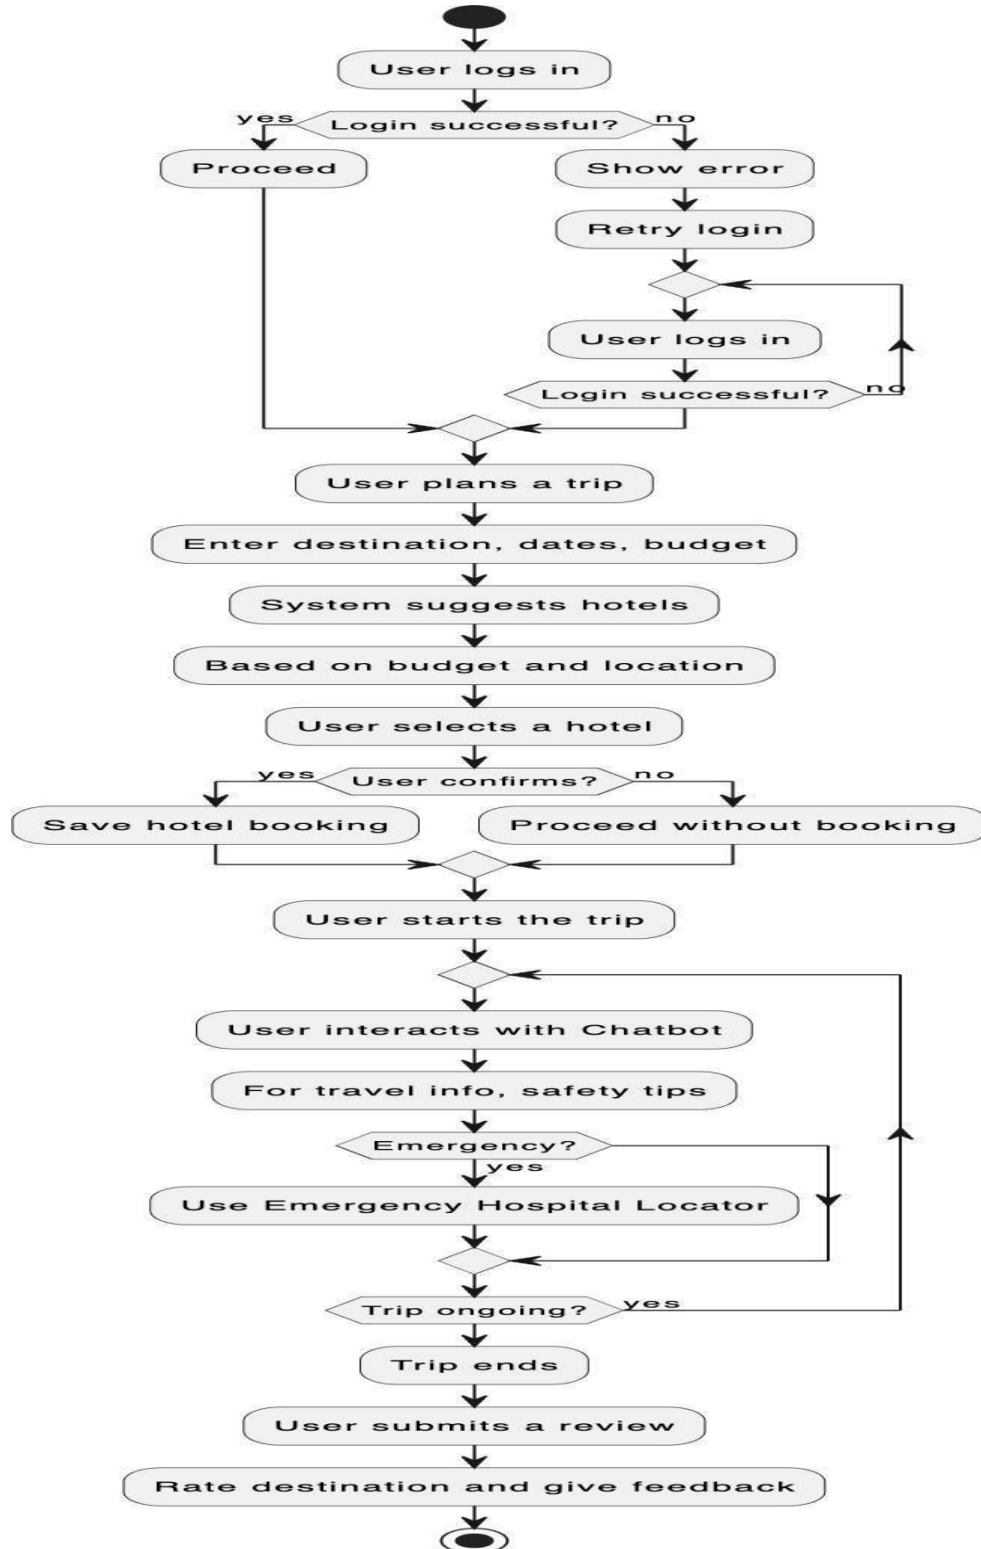 User logs in
yes
Login successful?
no
Proceed
Show error
Retry login
User logs in
Login successful?
no
User plans a trip
Enter destination, dates, budget
System suggests hotels
Based on budget and location
User selects a hotel
yes
User confirms?
no
Save hotel booking
Proceed without booking
User starts the trip
User interacts with Chatbot
For travel info, safety tips
Emergency?
yes
Use Emergency Hospital Locator
Trip ongoing?
yes
Trip ends
User submits a review
Rate destination and give feedback